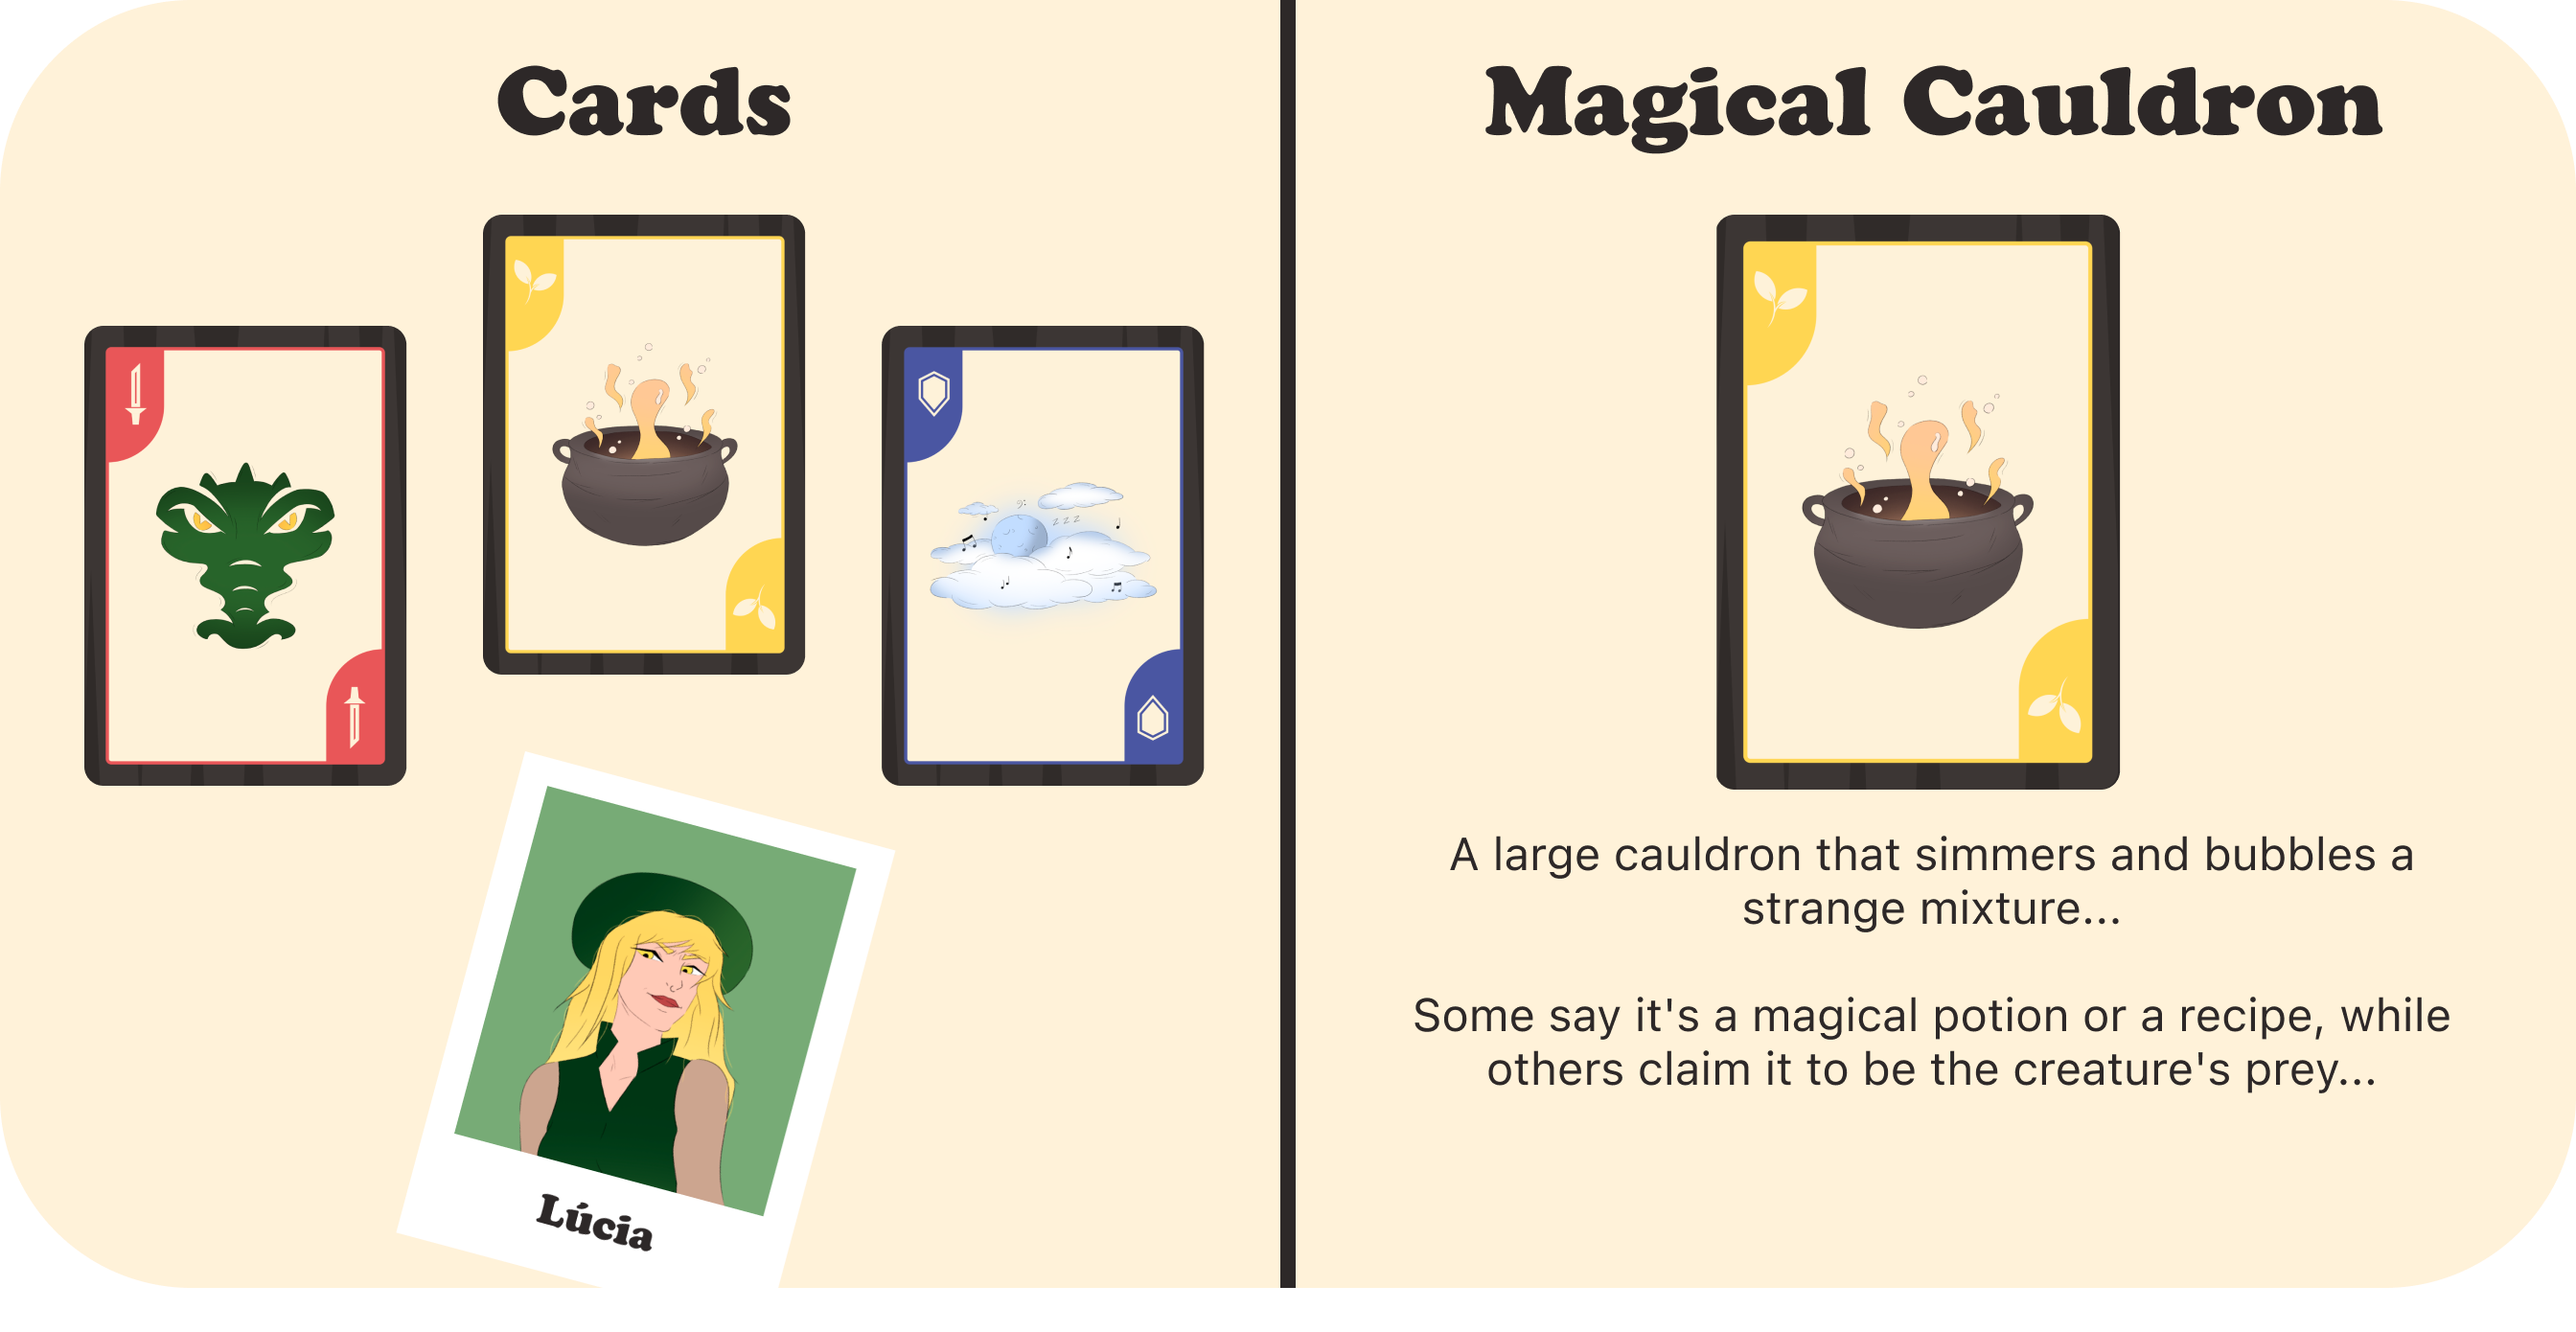 Cards
Lúcia
Magical Cauldron
A large cauldron that simmers and bubbles a
strange mixture...
Some say it's a magical potion or a recipe, while
others claim it to be the creature's prey...